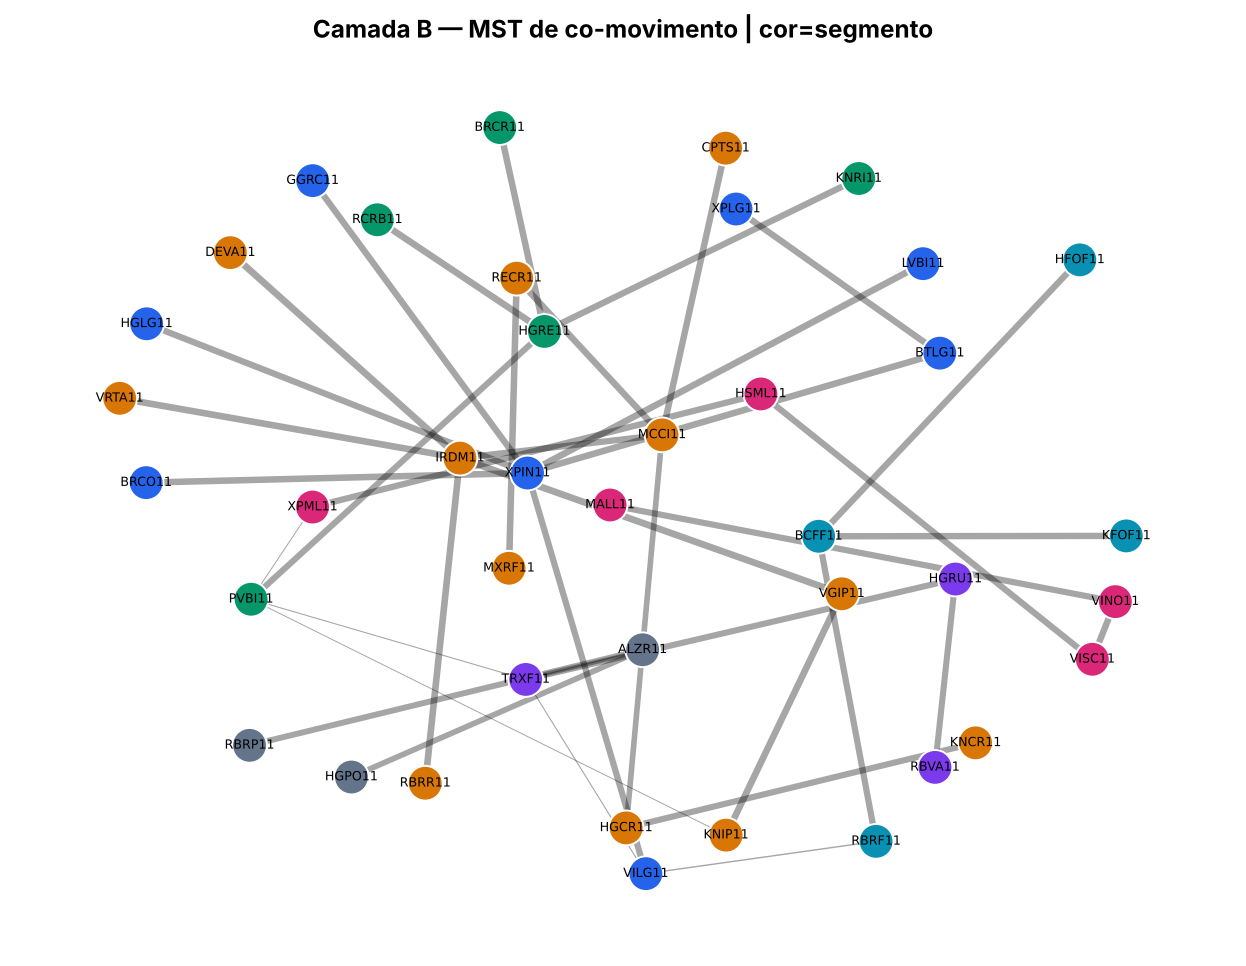 Camada B — MST de co-movimento | cor=segmento
BRCR11
CPTS11
GGRC11
KNRI11
XPLG11
RCRB11
DEVA11
HFOF11
LVBI11
RECR11
HGLG11
HGRE11
BTLG11
HSML11
VRTA11
MCCI11
IRDM11
XPIN11
BRCO11
XPML11
MALL11
BCFF11
KFOF11
MXRF11
HGRU11
VGIP11
PVBI11
VINO11
ALZR11
VISC11
TRXF11
RBRP11
KNCR11
RBVA11
HGPO11
RBRR11
HGCR11
KNIP11
RBRF11
VILG11